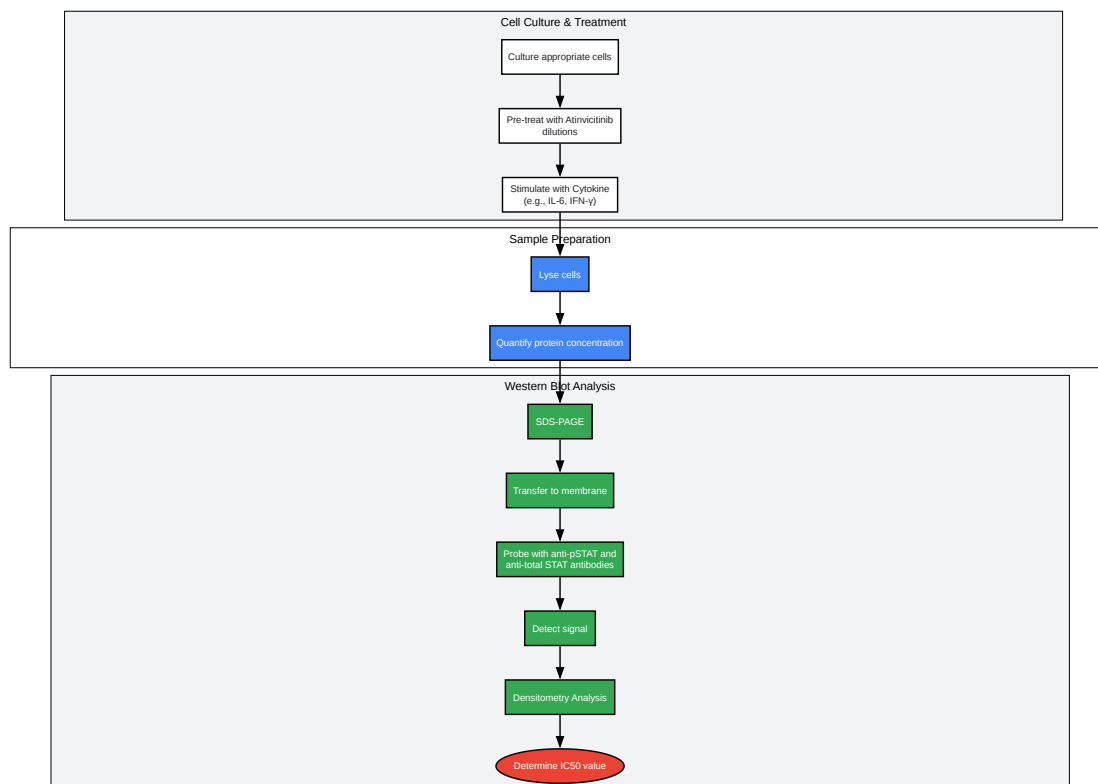 Cell Culture & Treatment
Culture appropriate cells
Pre-treat with Atinvicitinib
dilutions
Stimulate with Cytokine
(e.g., IL-6, IFN-γ)
Sample Preparation
Lyse cells
Quantify protein concentration
Western Blot Analysis
SDS-PAGE
Transfer to membrane
Probe with anti-pSTAT and
anti-total STAT antibodies
Detect signal
Densitometry Analysis
Determine IC50 value